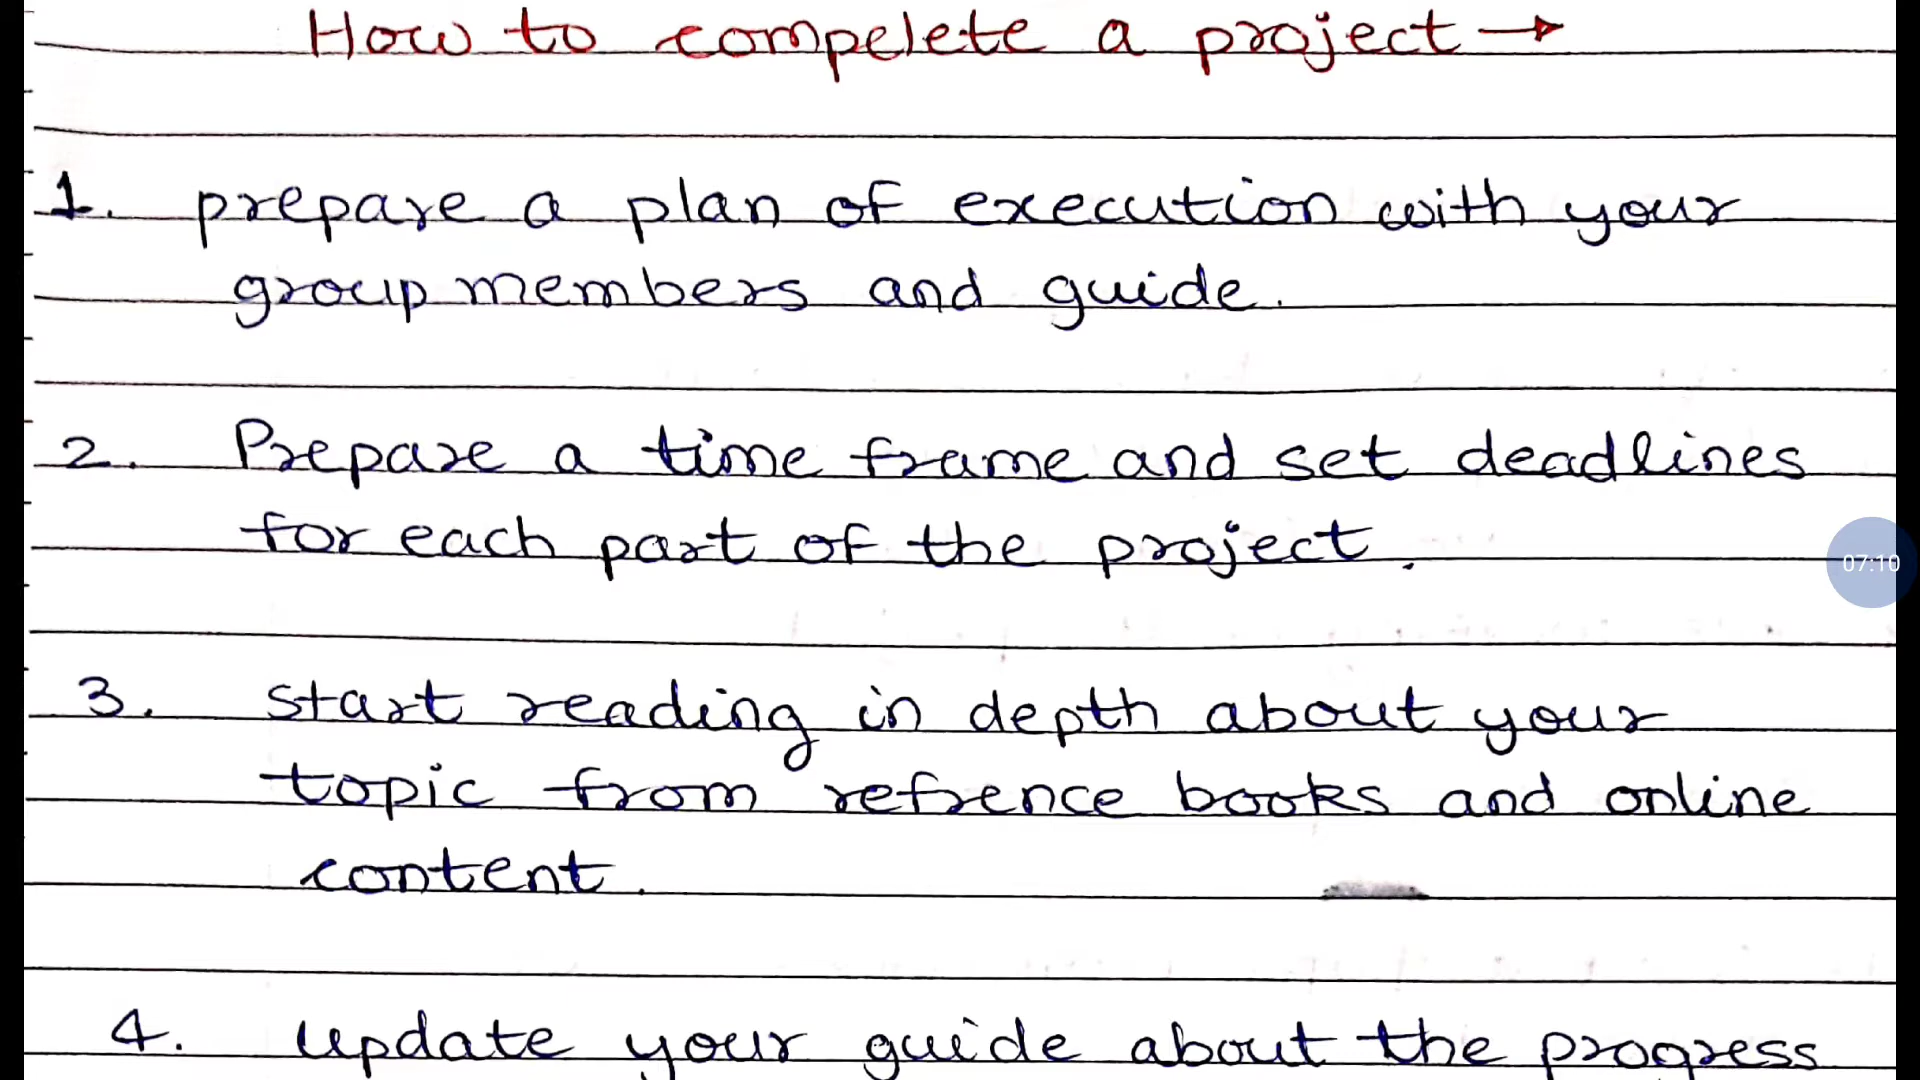 How to compelete a project →
1. prepare a plan of execution with your
group members and guide.
2. Prepare a time frame and set deadlines
for each part of the project.
3. start reading in depth about your
topic from refrence books and online
content.
07:10
4. update your guide about the progress